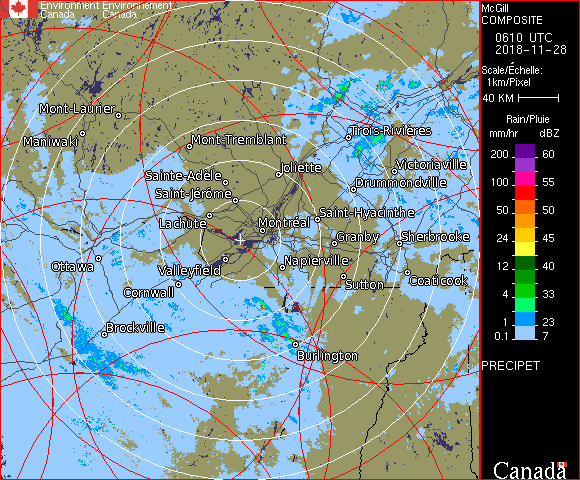 Environment Environnement
Canada Canada
McGill
COMPOSITE
0610 UTC
2018-11-28
Scale/Échelle:
1km/Pixel
40 KM
Rain/Pluie
mm/hr dBZ
200 60
100 55
50 50
24 45
12 40
4 33
1 23
0.1 7
PRECIPET
Canada
Mont-Laurier
Maniwaki
Mont-Tremblant
Trois-Rivières
Sainte-Adèle
Joliette
Victoriaville
Saint-Jérôme
Drummondville
Lachute
Montréal
Saint-Hyacinthe
Granby
Sherbrooke
Ottawa
Valleyfield
Napierville
Cornwall
Sutton
Coaticook
Brockville
Burlington